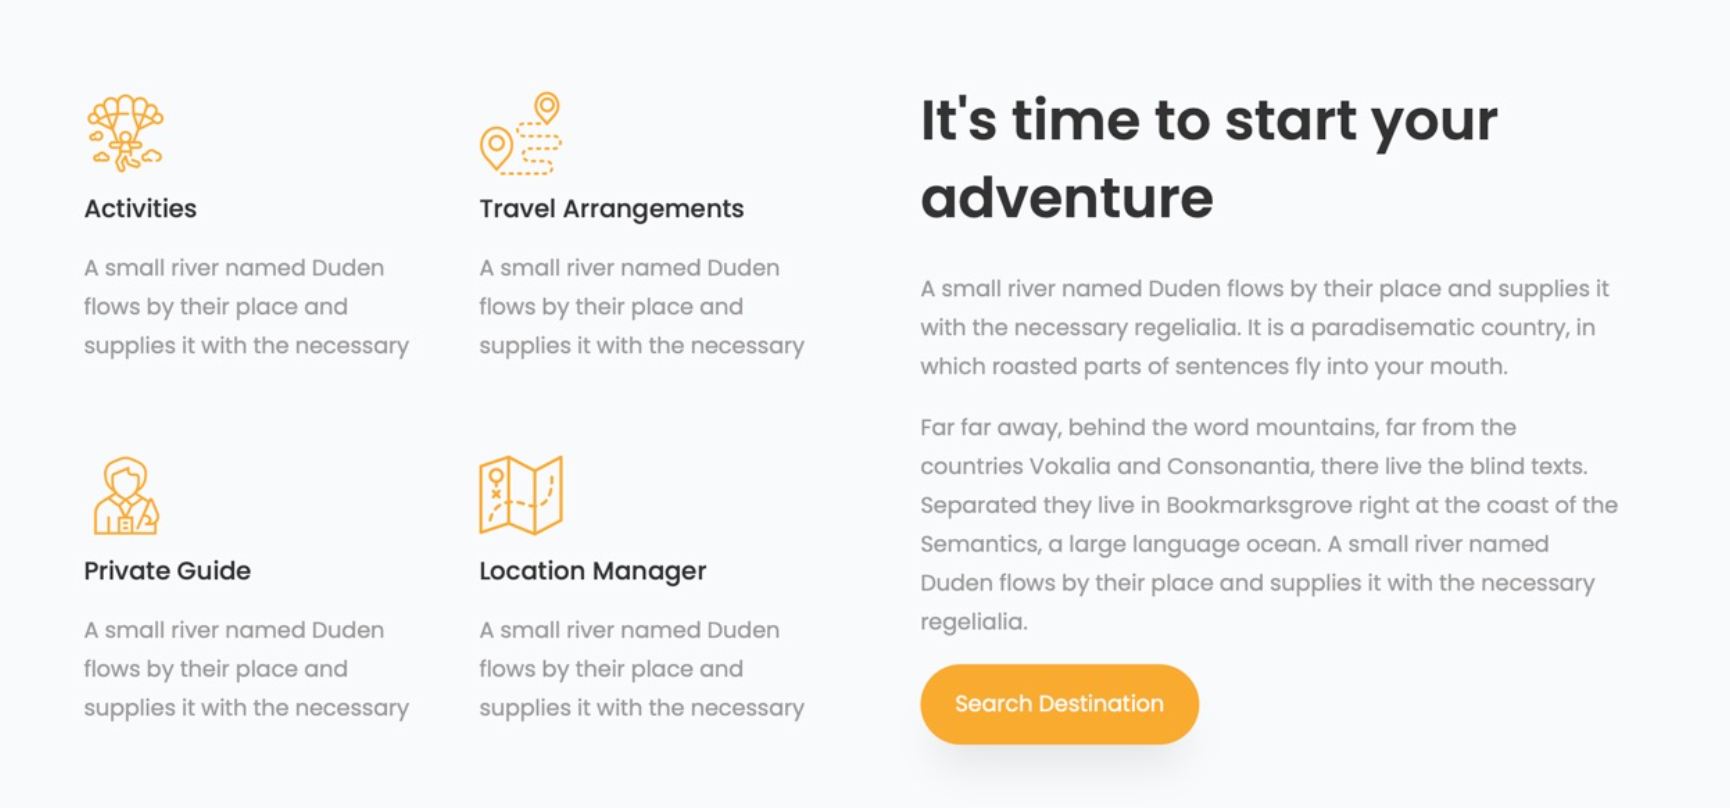 Activities
A small river named Duden
flows by their place and
supplies it with the necessary
Travel Arrangements
A small river named Duden
flows by their place and
supplies it with the necessary
Private Guide
A small river named Duden
flows by their place and
supplies it with the necessary
Location Manager
A small river named Duden
flows by their place and
supplies it with the necessary
It's time to start your
adventure
A small river named Duden flows by their place and supplies it
with the necessary regelialia. It is a paradisematic country, in
which roasted parts of sentences fly into your mouth.
Far far away, behind the word mountains, far from the
countries Vokalia and Consonantia, there live the blind texts.
Separated they live in Bookmarksgrove right at the coast of the
Semantics, a large language ocean. A small river named
Duden flows by their place and supplies it with the necessary
regelialia.
Search Destination